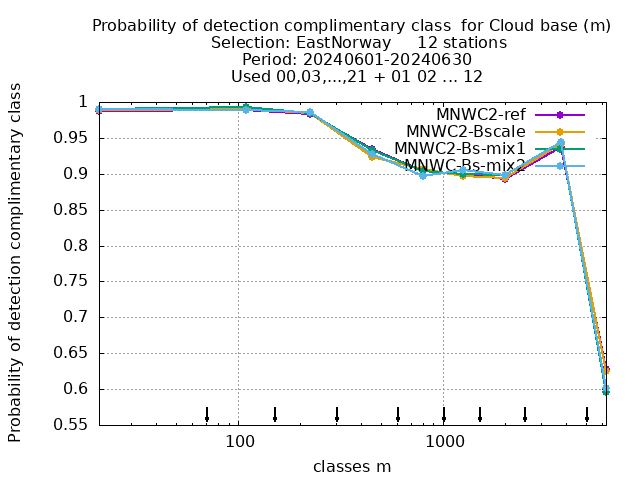 Probability of detection complimentary class  for Cloud base (m)
Selection: EastNorway     12 stations
Period: 20240601-20240630
Used 00,03,...,21 + 01 02 ... 12
Probability of detection complimentary class
1
0.95
0.9
0.85
0.8
0.75
0.7
0.65
0.6
0.55
MNWC2-ref
MNWC2-Bscale
MNWC2-Bs-mix1
MNWC-Bs-mix2
100
1000
classes m